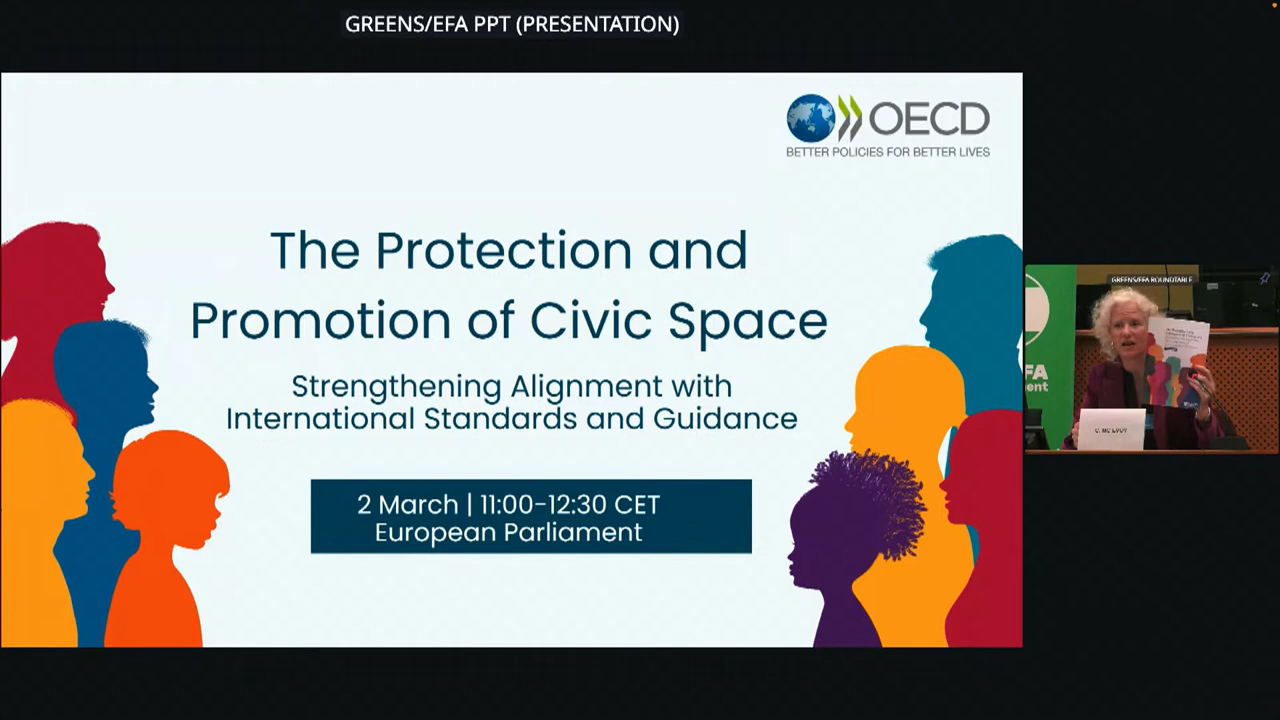 GREENS/EFA PPT (PRESENTATION)
OECD
BETTER POLICIES FOR BETTER LIVES
The Protection and
Promotion of Civic Space
Strengthening Alignment with
International Standards and Guidance
2 March | 11:00-12:30 CET
European Parliament
GREENS/EFA ROUNDTABLE